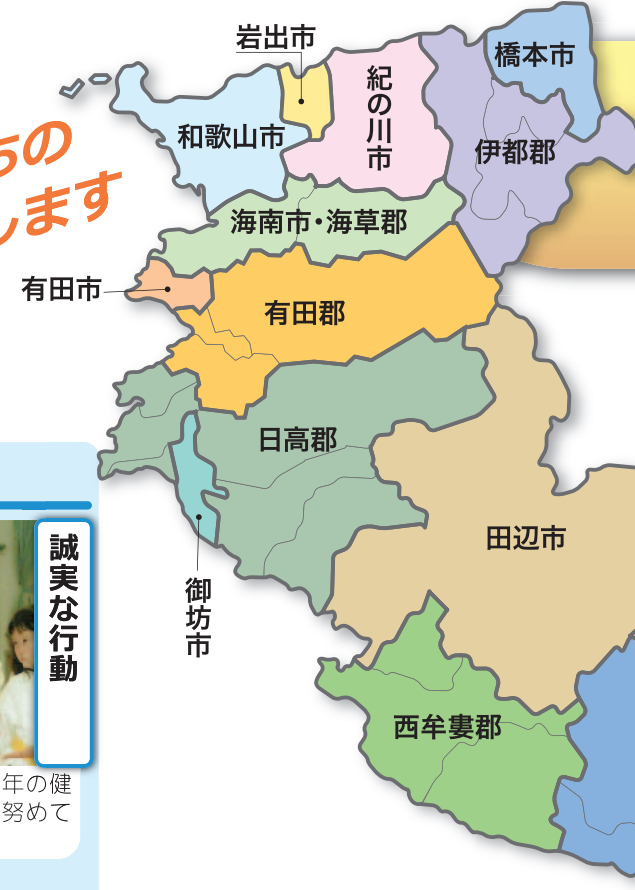 岩出市
橋本市
紀の川市
和歌山市
伊都郡
ちの
します
海南市・海草郡
有田市
有田郡
日高郡
田辺市
御坊市
西牟婁郡
誠実な行動
年の健
努めて